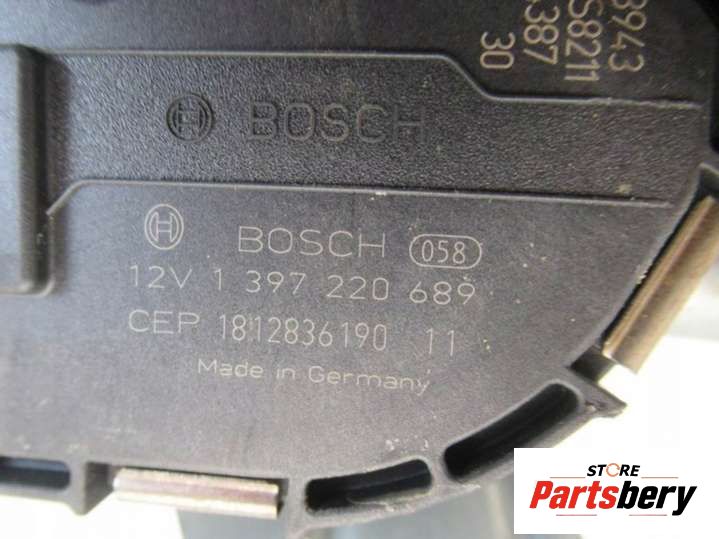 3943
S8211
387
30
BOSCH
BOSCH 058
12V 1 397 220 689
CEP 1812836190 11
Made in Germany
STORE
Partsbery